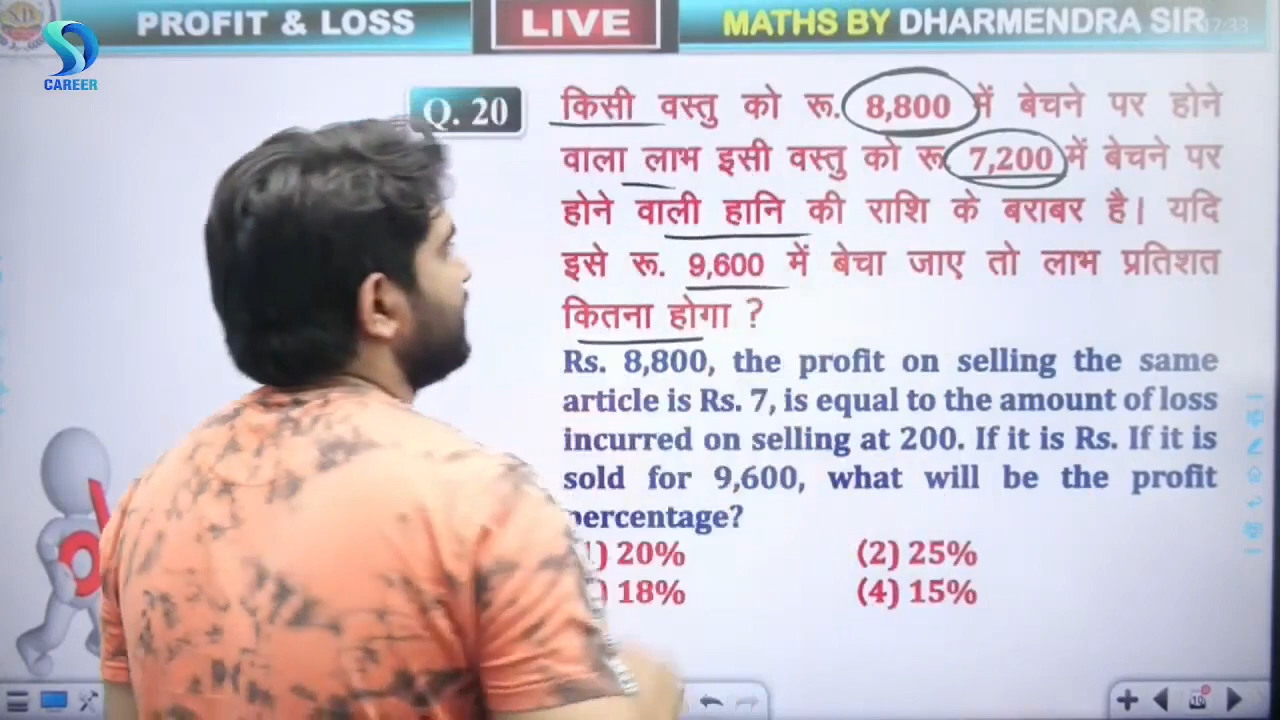 PROFIT & LOSS
LIVE
MATHS BY DHARMENDRA SIR
CAREER
Q. 20
किसी वस्तु को रू. 8,800 में बेचने पर होने
वाला लाभ इसी वस्तु को रू 7,200 में बेचने पर
होने वाली हानि की राशि के बराबर है। यदि
इसे रू. 9,600 में बेचा जाए तो लाभ प्रतिशत
कितना होगा ?
Rs. 8,800, the profit on selling the same
article is Rs. 7, is equal to the amount of loss
incurred on selling at 200. If it is Rs. If it is
sold for 9,600, what will be the profit
percentage?
1) 20% (2) 25%
) 18% (4) 15%